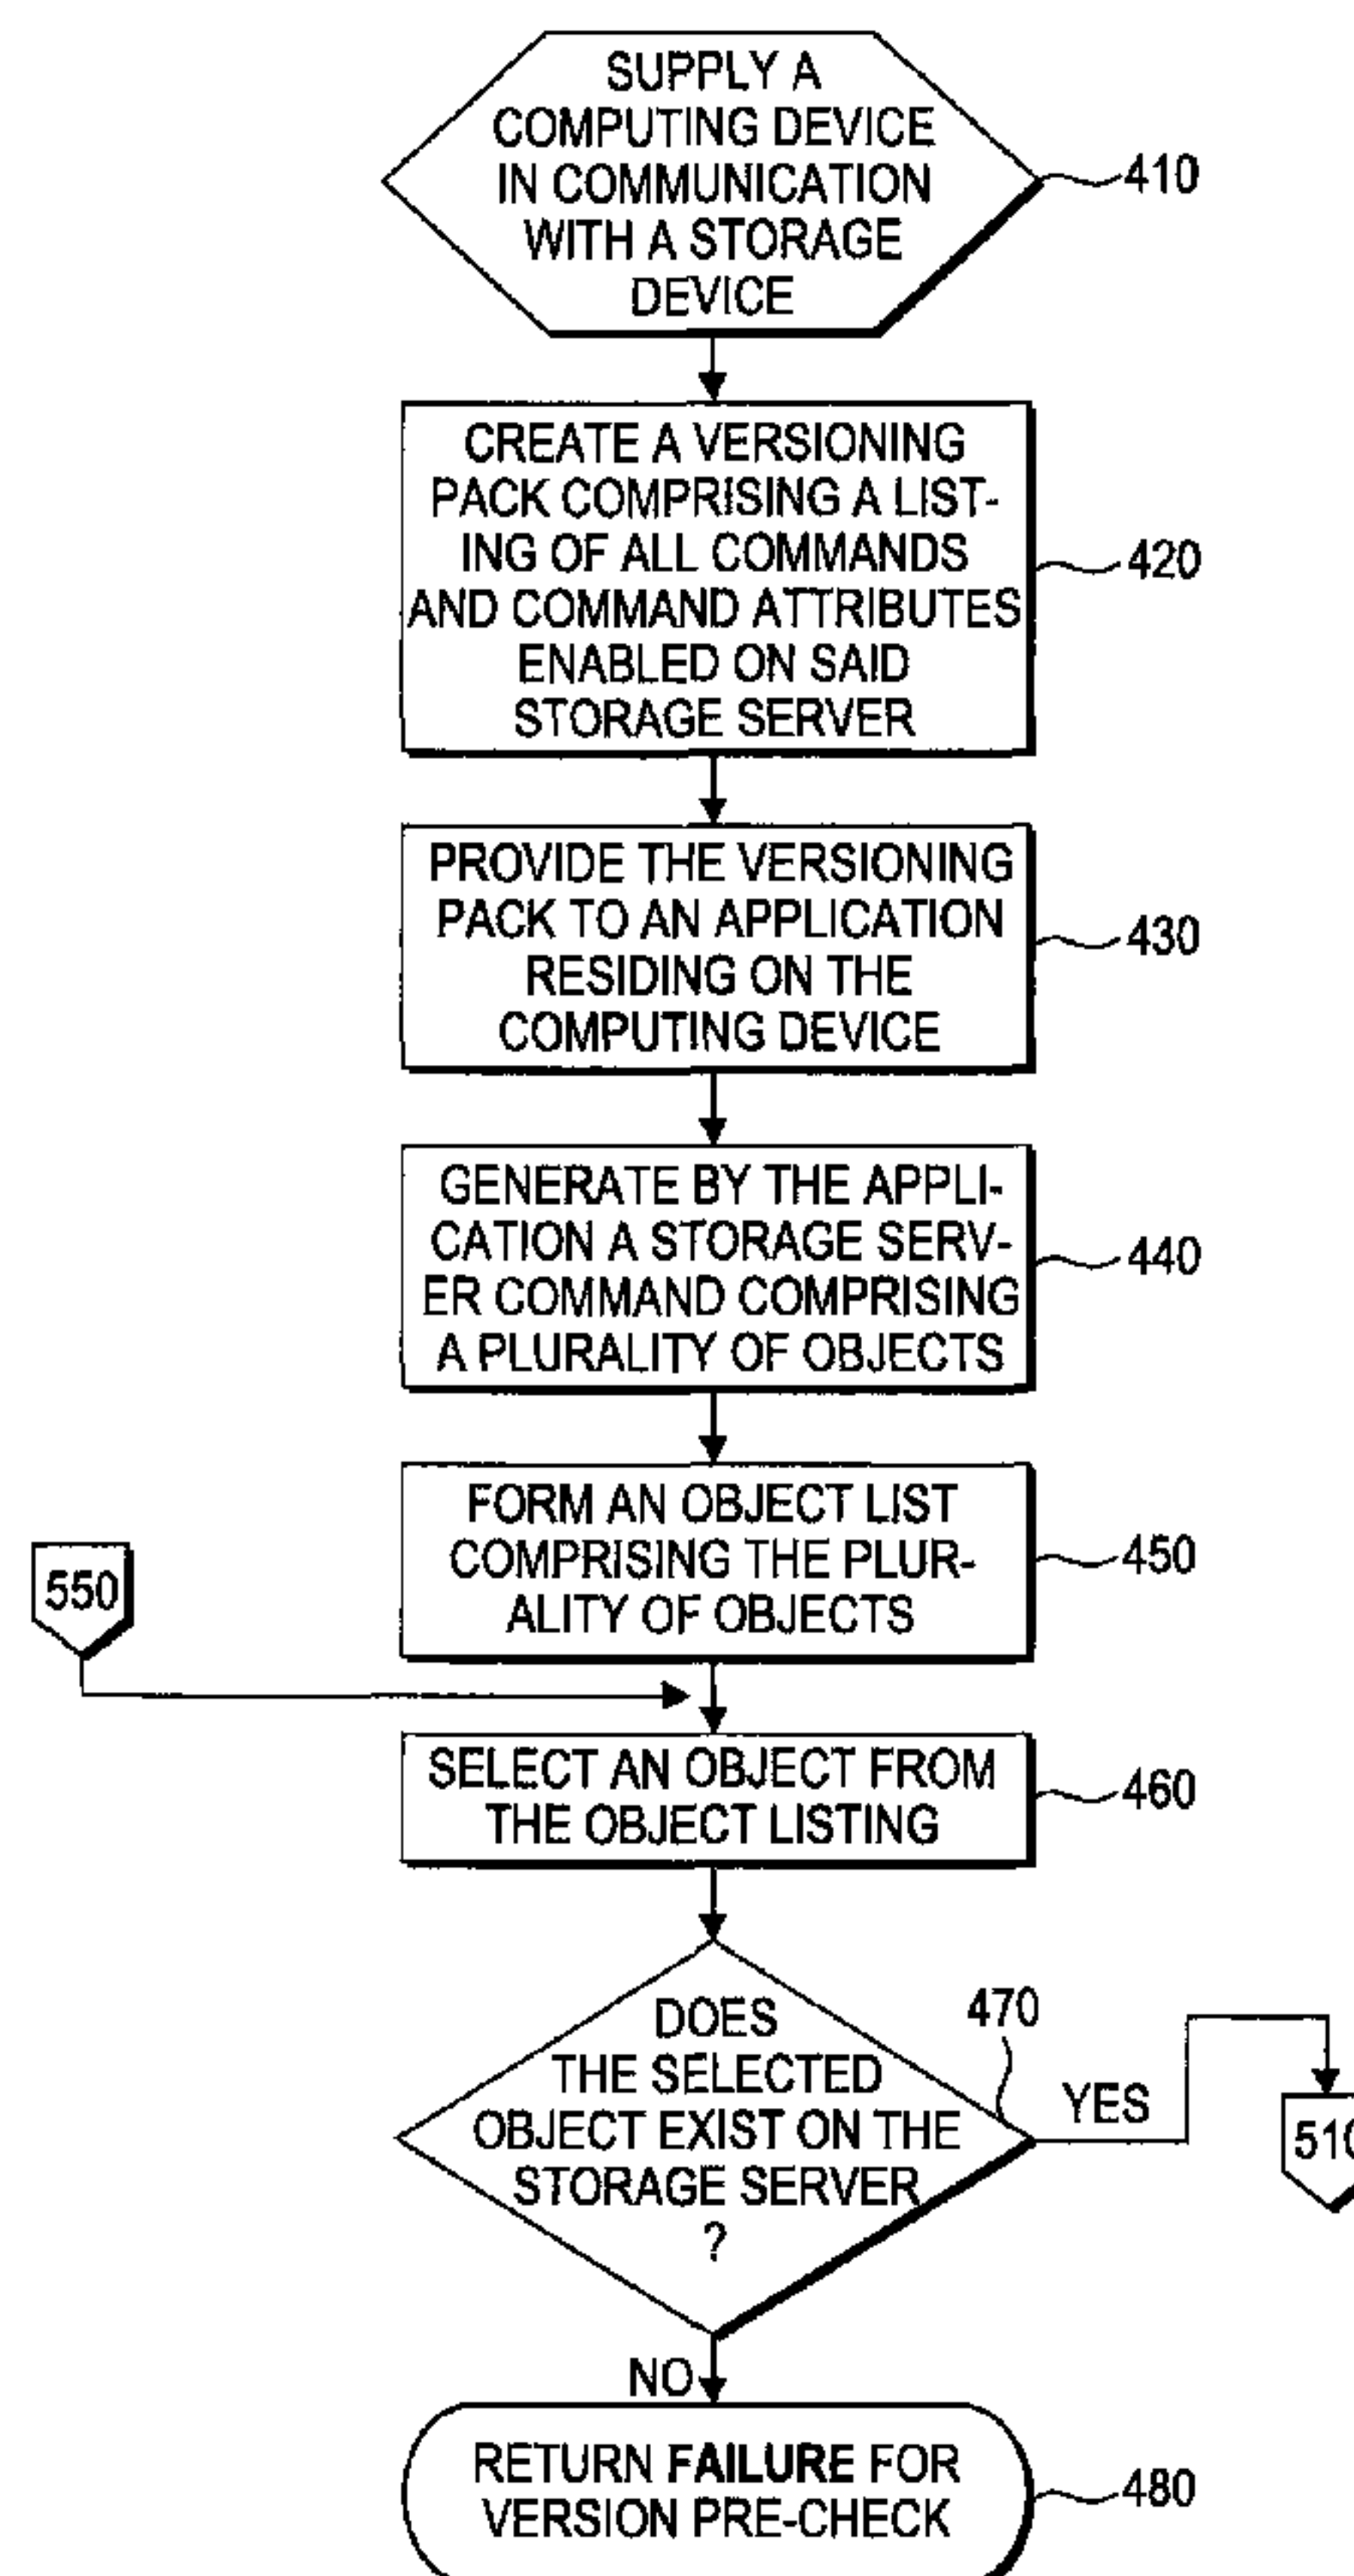 SUPPLY A
COMPUTING DEVICE
IN COMMUNICATION
WITH A STORAGE
DEVICE
410
CREATE A VERSIONING
PACK COMPRISING A LIST-
ING OF ALL COMMANDS
AND COMMAND ATTRIBUTES
ENABLED ON SAID
STORAGE SERVER
420
PROVIDE THE VERSIONING
PACK TO AN APPLICATION
RESIDING ON THE
COMPUTING DEVICE
430
GENERATE BY THE APPLI-
CATION A STORAGE SERV-
ER COMMAND COMPRISING
A PLURALITY OF OBJECTS
440
FORM AN OBJECT LIST
COMPRISING THE PLUR-
ALITY OF OBJECTS
450
550
SELECT AN OBJECT FROM
THE OBJECT LISTING
460
DOES
THE SELECTED
OBJECT EXIST ON THE
STORAGE SERVER
?
470
YES
510
NO
RETURN FAILURE FOR
VERSION PRE-CHECK
480